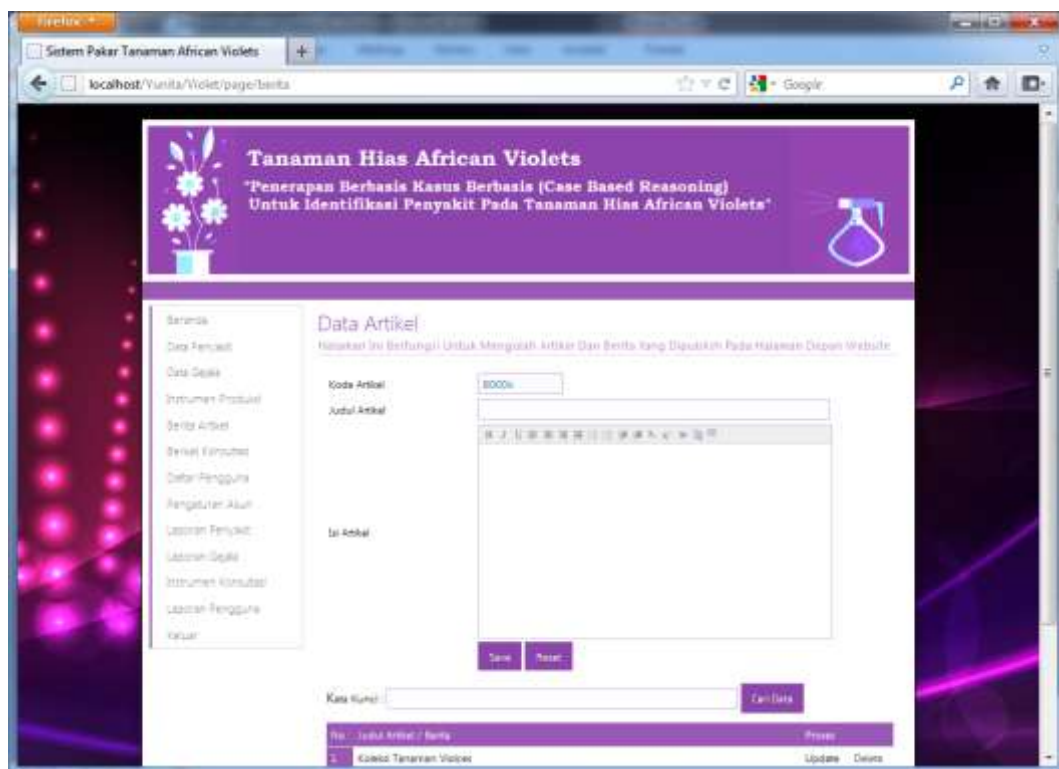 Firefox
Sistem Pakar Tanaman African Violets
localhost/Yunita/Violet/page/berita
Google
Tanaman Hias African Violets
"Penerapan Berbasis Kasus Berbasis (Case Based Reasoning)
Untuk Identifikasi Penyakit Pada Tanaman Hias African Violets"
Beranda
Data Penyakit
Data Gejala
Instrumen Produksi
Berita Artikel
Berkas Konsultasi
Daftar Pengguna
Pengaturan Akun
Laporan Penyakit
Laporan Gejala
Instrumen Konsultasi
Laporan Pengguna
Keluar
Data Artikel
Halaman Ini Berfungsi Untuk Mengolah Artikel Dan Berita Yang Dipublish Pada Halaman Depan Website
Kode Artikel
Judul Artikel
Isi Artikel
Save Reset
Kata Kunci Cari Data
No Judul Artikel / Berita Proses
1 Koleksi Tanaman Update Delete